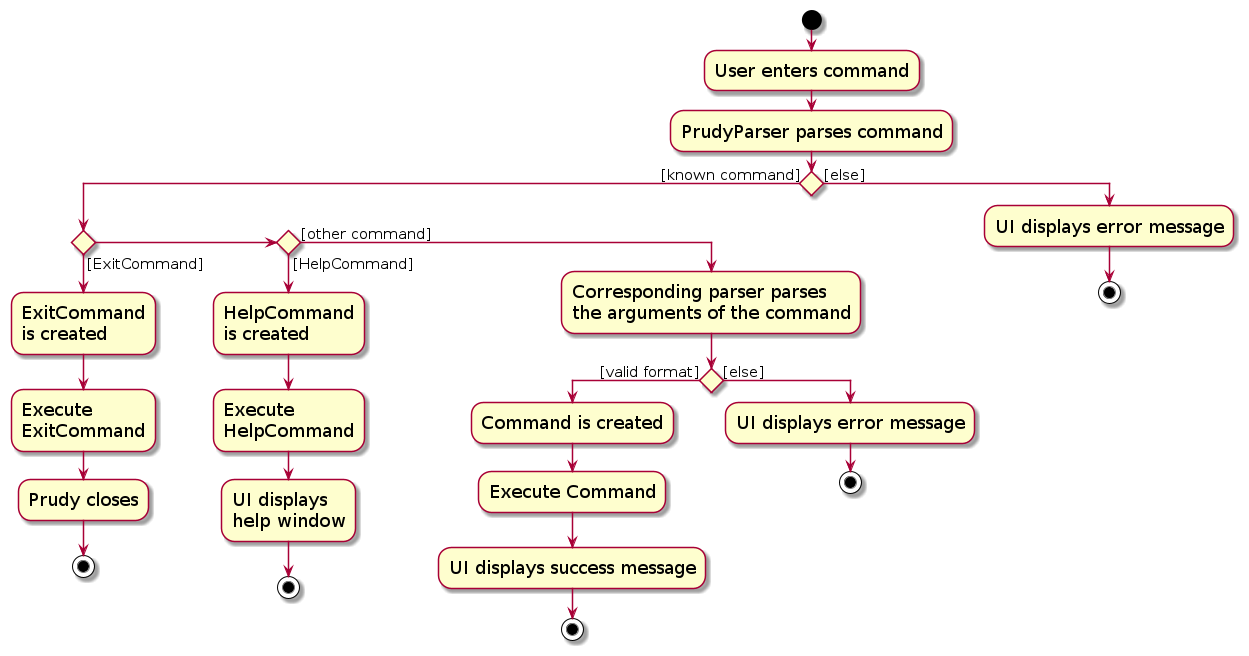 User enters command
PrudyParser parses command
[known command]
[else]
UI displays error message
[other command]
[ExitCommand]
[HelpCommand]
ExitCommand
is created
Execute
ExitCommand
Prudy closes
HelpCommand
is created
Execute
HelpCommand
UI displays
help window
Corresponding parser parses
the arguments of the command
[valid format]
[else]
Command is created
Execute Command
UI displays success message
UI displays error message